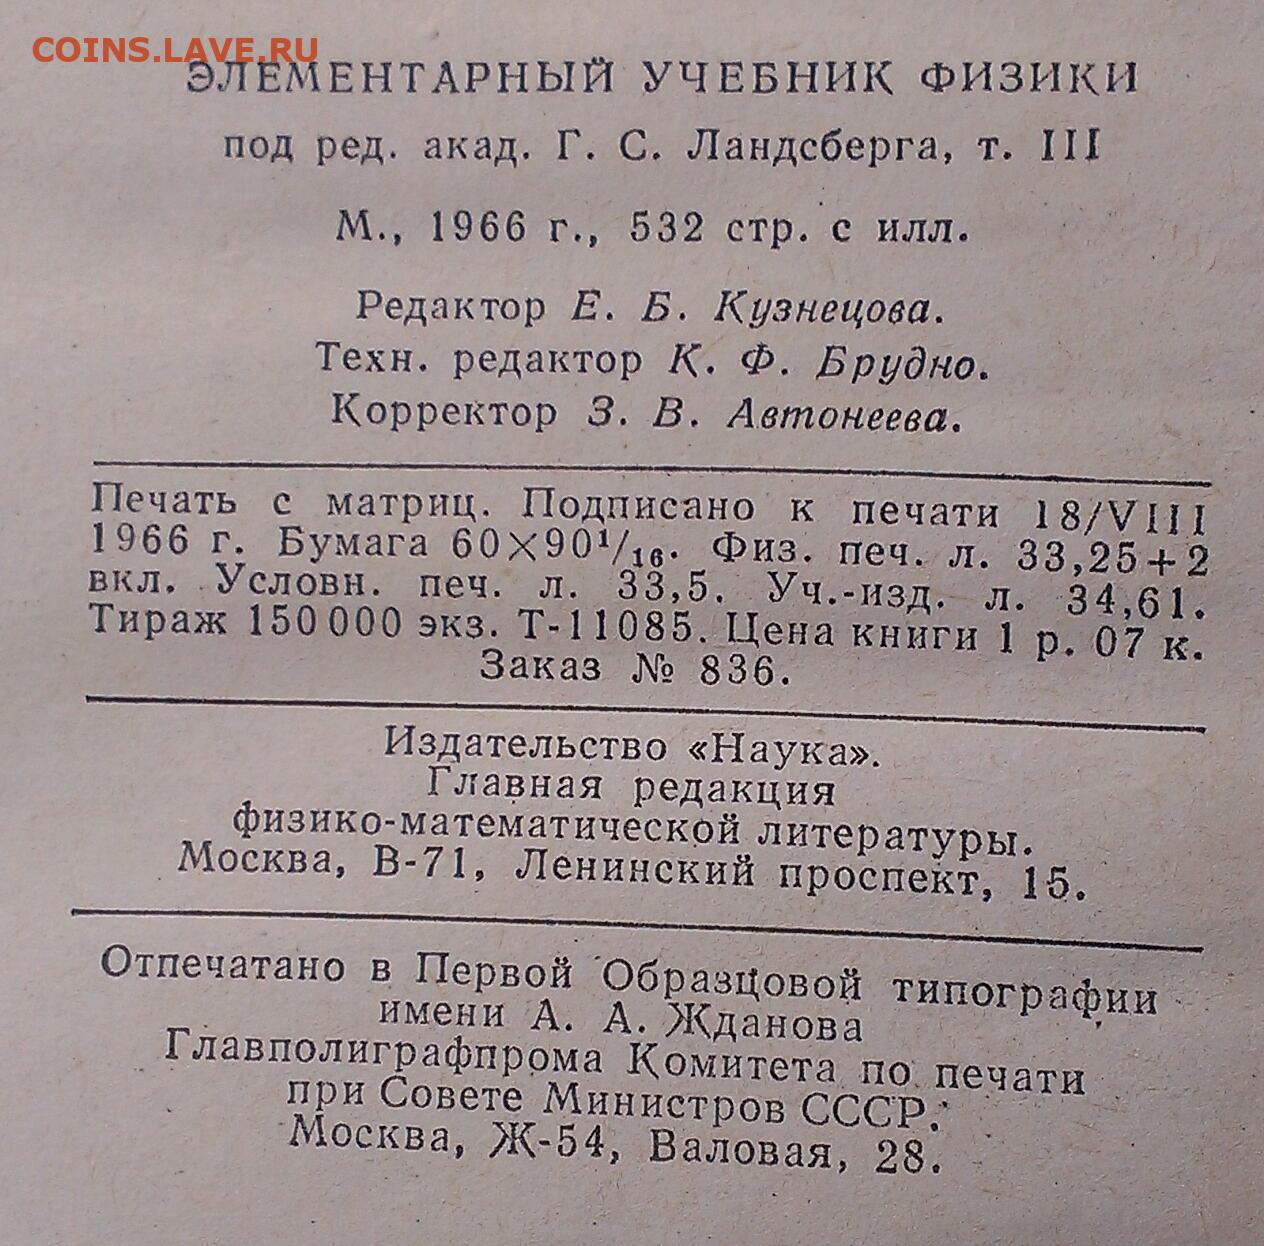 COINS.LAVE.RU
ЭЛЕМЕНТАРНЫЙ УЧЕБНИК ФИЗИКИ
под ред. акад. Г. С. Ландсберга, т. III
М., 1966 г., 532 стр. с илл.
Редактор Е. Б. Кузнецова.
Техн. редактор К. Ф. Брудно.
Корректор З. В. Автонеева.
Печать с матриц. Подписано к печати 18/VIII
1966 г. Бумага 60×90¹/₁₆. Физ. печ. л. 33,25+2
вкл. Условн. печ. л. 33,5. Уч.-изд. л. 34,61.
Тираж 150 000 экз. Т-11085. Цена книги 1 р. 07 к.
Заказ № 836.
Издательство «Наука».
Главная редакция
физико-математической литературы.
Москва, В-71, Ленинский проспект, 15.
Отпечатано в Первой Образцовой типографии
имени А. А. Жданова
Главполиграфпрома Комитета по печати
при Совете Министров СССР.
Москва, Ж-54, Валовая, 28.